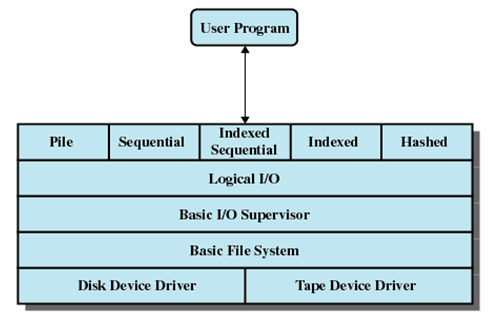 User Program
Pile
Sequential
Indexed
Sequential
Indexed
Hashed
Logical I/O
Basic I/O Supervisor
Basic File System
Disk Device Driver
Tape Device Driver